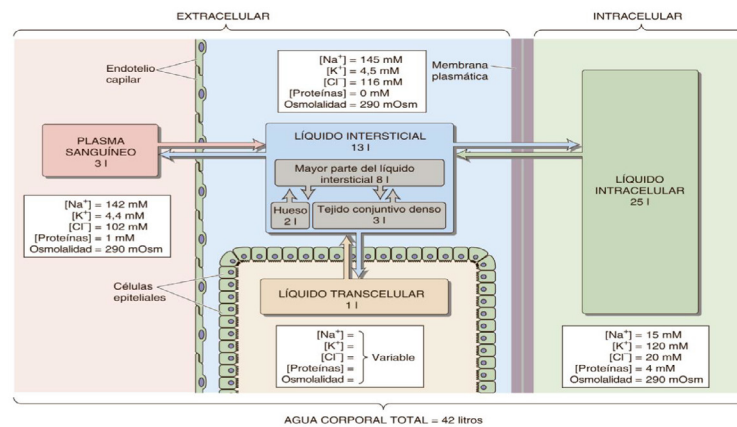 EXTRACELULAR
INTRACELULAR
Endotelio
capilar
[Na+] = 145 mM
[K+] = 4,5 mM
[Cl–] = 116 mM
[Proteínas] = 0 mM
Osmolalidad = 290 mOsm
Membrana
plasmática
PLASMA
SANGUÍNEO
3 l
LÍQUIDO INTERSTICIAL
13 l
Mayor parte del líquido
intersticial 8 l
Hueso
2 l
Tejido conjuntivo denso
3 l
LÍQUIDO
INTRACELULAR
25 l
[Na+] = 142 mM
[K+] = 4,4 mM
[Cl–] = 102 mM
[Proteínas] = 1 mM
Osmolalidad = 290 mOsm
Células
epiteliales
LÍQUIDO TRANSCELULAR
1 l
[Na+] =
[K+] =
[Cl–] =
[Proteínas] =
Osmolalidad =
Variable
[Na+] = 15 mM
[K+] = 120 mM
[Cl–] = 20 mM
[Proteínas] = 4 mM
Osmolalidad = 290 mOsm
AGUA CORPORAL TOTAL = 42 litros